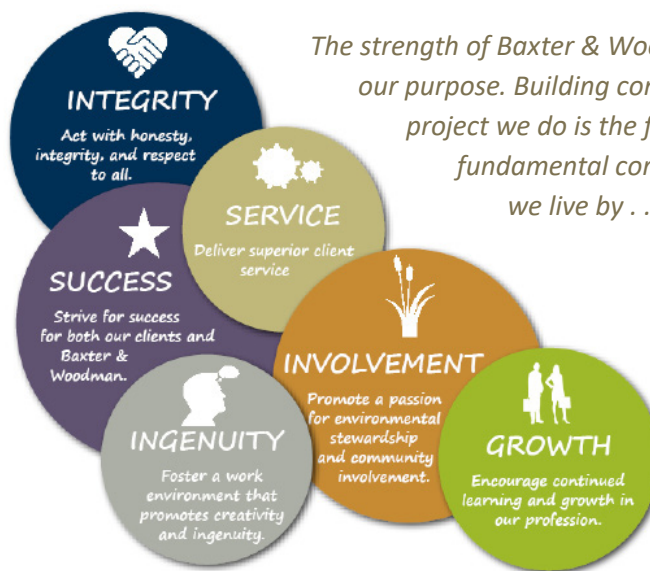 The strength of Baxter &
our purpose. Building
project we do is the
fundamental
we live by . .
INTEGRITY
Act with honesty,
integrity, and respect
to all.
SERVICE
Deliver superior client
service
SUCCESS
Strive for success
for both our clients and
Baxter &
Woodman.
INVOLVEMENT
Promote a passion
for environmental
stewardship
and community
involvement.
INGENUITY
Foster a work
environment that
promotes creativity
and ingenuity.
GROWTH
Encourage continued
learning and growth in
our profession.